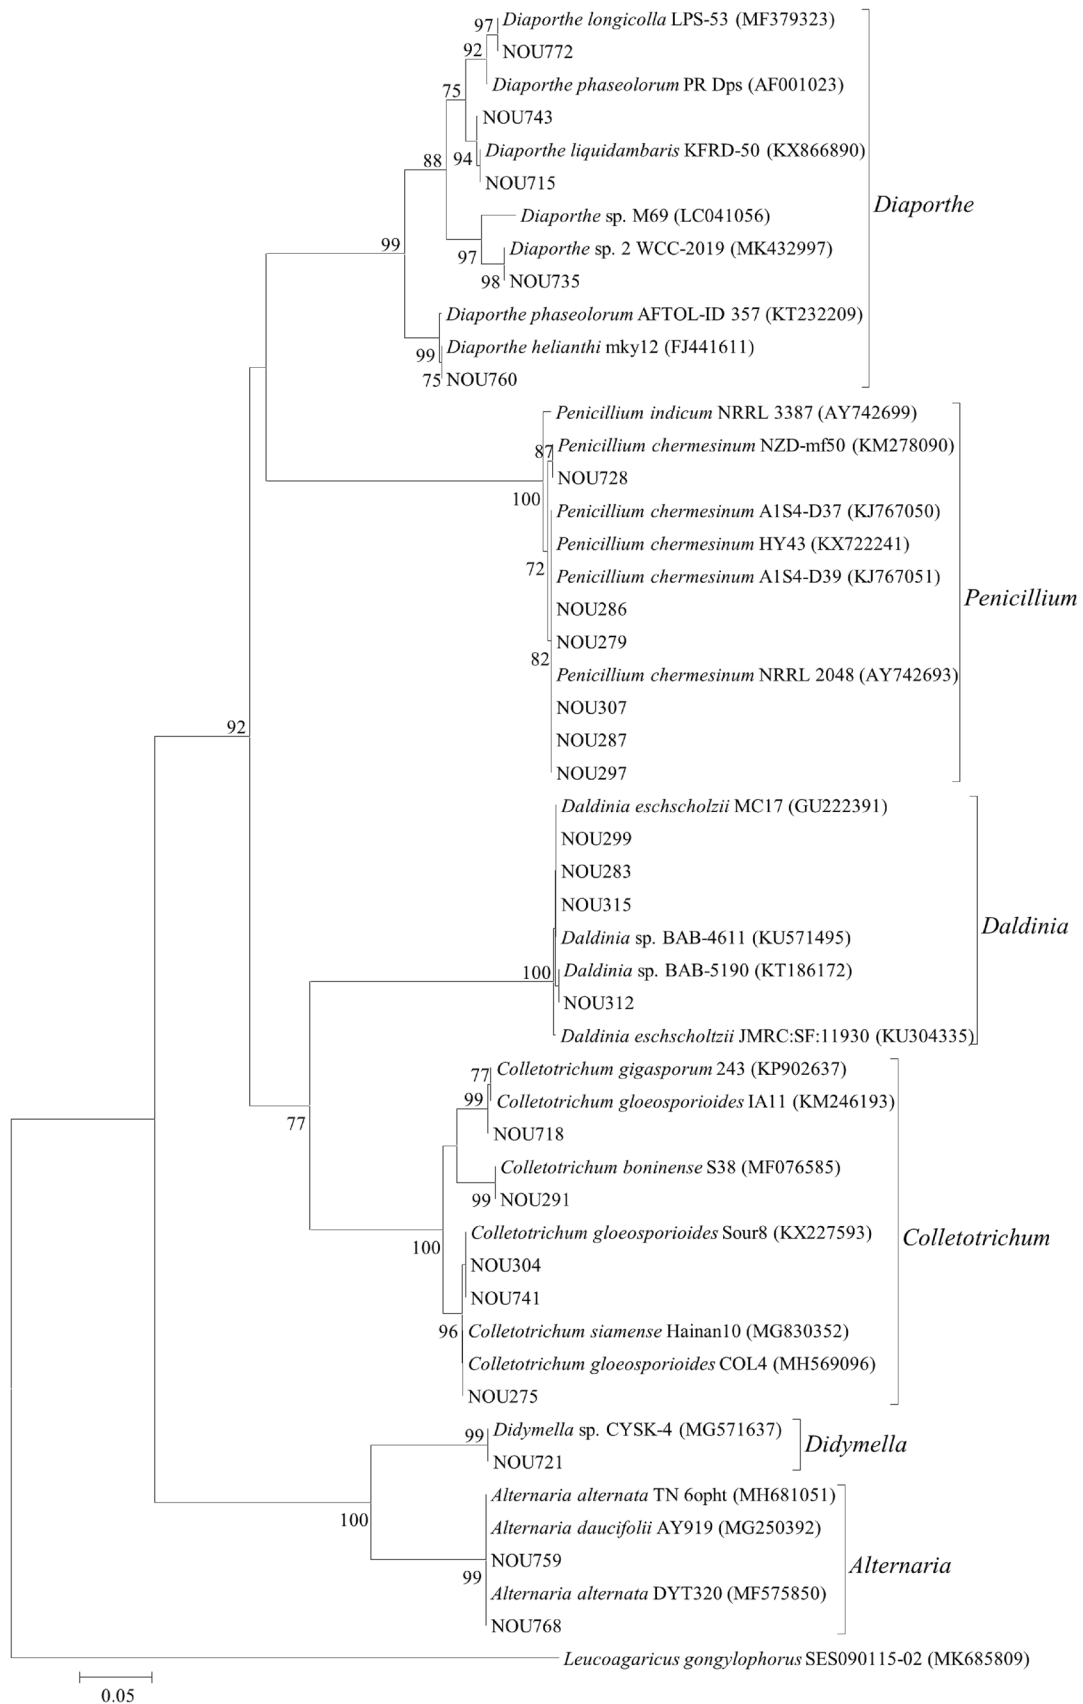 97 Diaporthe longicolla LPS-53 (MF379323)
92 NOU772
Diaporthe phaseolorum PR Dps (AF001023)
75
NOU743
94 Diaporthe liquidambaris KFRD-50 (KX866890)
88
NOU715
Diaporthe
Diaporthe sp. M69 (LC041056)
99
Diaporthe sp. 2 WCC-2019 (MK432997)
97
98 NOU735
Diaporthe phaseolorum AFTOL-ID 357 (KT232209)
99 Diaporthe helianthi mky12 (FJ441611)
75 NOU760
Penicillium indicum NRRL 3387 (AY742699)
87 Penicillium chermesinum NZD-mf50 (KM278090)
NOU728
100
Penicillium chermesinum A1S4-D37 (KJ767050)
Penicillium chermesinum HY43 (KX722241)
72 Penicillium chermesinum A1S4-D39 (KJ767051)
Penicillium
NOU286
NOU279
82
Penicillium chermesinum NRRL 2048 (AY742693)
NOU307
92
NOU287
NOU297
Daldinia eschscholzii MC17 (GU222391)
NOU299
NOU283
NOU315
Daldinia
Daldinia sp. BAB-4611 (KU571495)
100 Daldinia sp. BAB-5190 (KT186172)
NOU312
Daldinia eschscholtzii JMRC:SF:11930 (KU304335)
77 Colletotrichum gigasporum 243 (KP902637)
99 Colletotrichum gloeosporioides IA11 (KM246193)
77
NOU718
Colletotrichum boninense S38 (MF076585)
99 NOU291
Colletotrichum gloeosporioides Sour8 (KX227593)
Colletotrichum
100
NOU304
NOU741
96 Colletotrichum siamense Hainan10 (MG830352)
Colletotrichum gloeosporioides COL4 (MH569096)
NOU275
99 Didymella sp. CYSK-4 (MG571637)
Didymella
NOU721
Alternaria alternata TN 6opht (MH681051)
100
Alternaria daucifolii AY919 (MG250392)
NOU759
Alternaria
99
Alternaria alternata DYT320 (MF575850)
NOU768
Leucoagaricus gongylophorus SES090115-02 (MK685809)
0.05